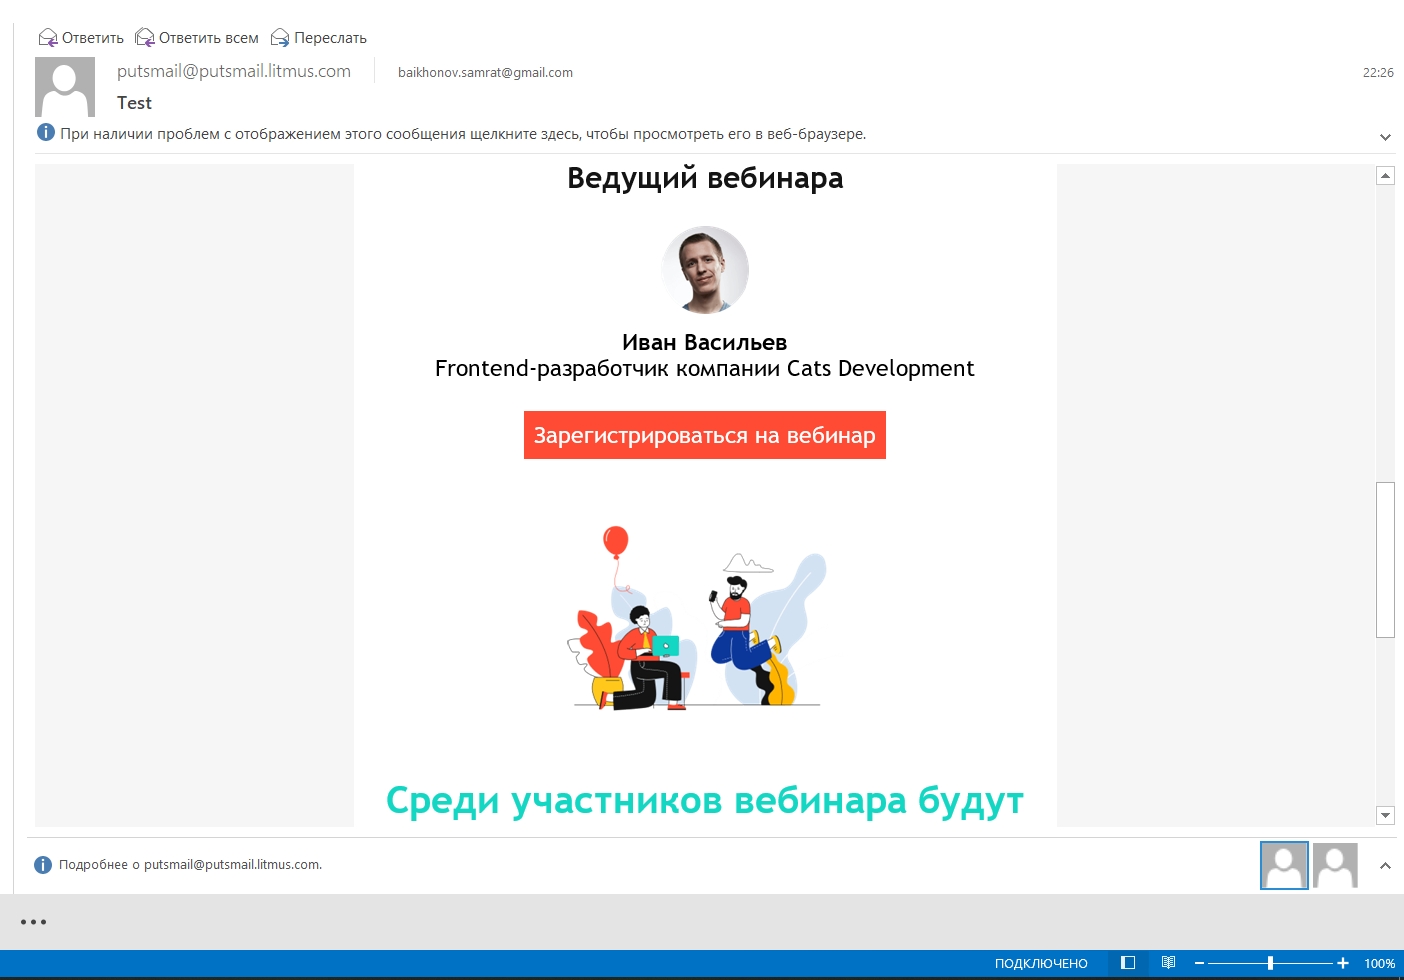 Ответить Ответить всем Переслать
putsmail@putsmail.litmus.com baikhonov.samrat@gmail.com 22:26
Test
При наличии проблем с отображением этого сообщения щелкните здесь, чтобы просмотреть его в веб-браузере.
Ведущий вебинара
Иван Васильев
Frontend-разработчик компании Cats Development
Зарегистрироваться на вебинар
Среди участников вебинара будут
Подробнее о putsmail@putsmail.litmus.com.
ПОДКЛЮЧЕНО 100%